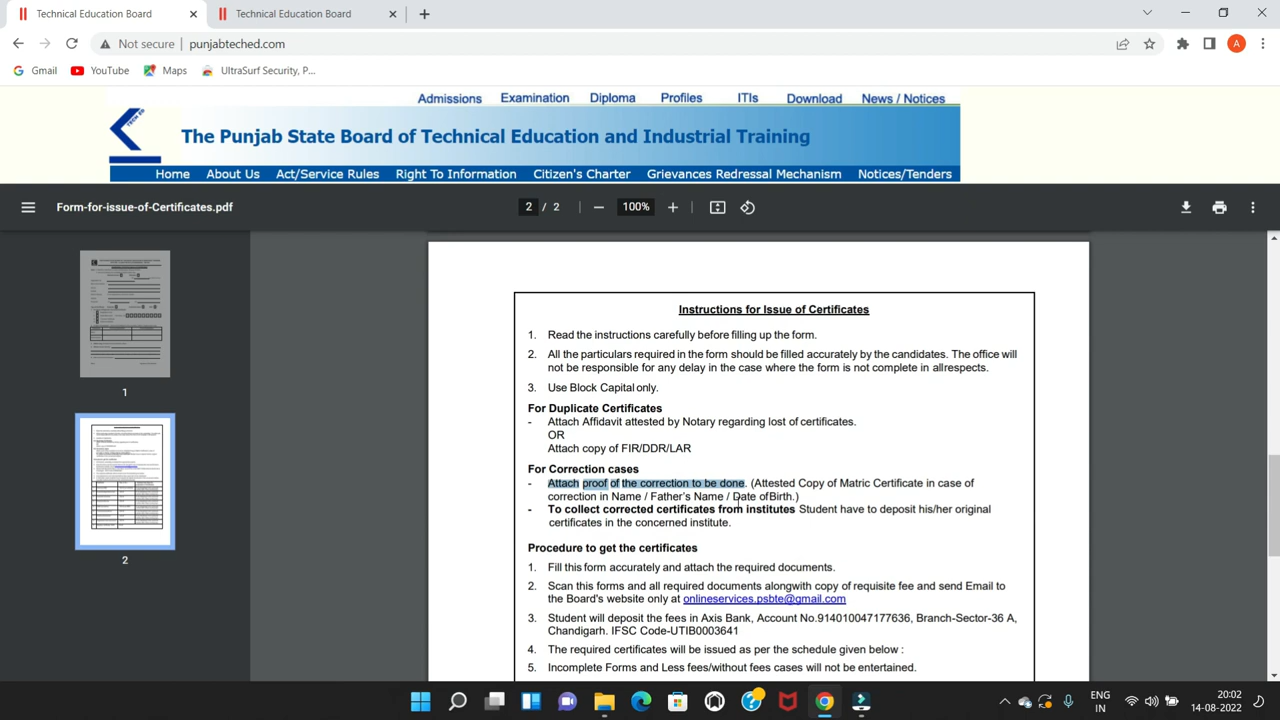 Technical Education Board
Technical Education Board
Not secure | punjabteched.com
A
Gmail YouTube Maps UltraSurf Security, P...
Admissions Examination Diploma Profiles ITIs Download News / Notices
The Punjab State Board of Technical Education and Industrial Training
Home About Us Act/Service Rules Right To Information Citizen's Charter Grievances Redressal Mechanism Notices/Tenders
Form-for-issue-of-Certificates.pdf 2 / 2 100%
1
2
Instructions for Issue of Certificates
1. Read the instructions carefully before filling up the form.
2. All the particulars required in the form should be filled accurately by the candidates. The office will
not be responsible for any delay in the case where the form is not complete in allrespects.
3. Use Block Capital only.
For Duplicate Certificates
- Attach Affidavit attested by Notary regarding lost of certificates.
OR
Attach copy of FIR/DDR/LAR
For Correction cases
- Attach proof of the correction to be done. (Attested Copy of Matric Certificate in case of
correction in Name / Father's Name / Date ofBirth.)
- To collect corrected certificates from institutes Student have to deposit his/her original
certificates in the concerned institute.
Procedure to get the certificates
1. Fill this form accurately and attach the required documents.
2. Scan this forms and all required documents alongwith copy of requisite fee and send Email to
the Board's website only at onlineservices.psbte@gmail.com
3. Student will deposit the fees in Axis Bank, Account No.914010047177636, Branch-Sector-36 A,
Chandigarh. IFSC Code-UTIB0003641
4. The required certificates will be issued as per the schedule given below :
5. Incomplete Forms and Less fees/without fees cases will not be entertained.
ENG
IN
20:02
14-08-2022